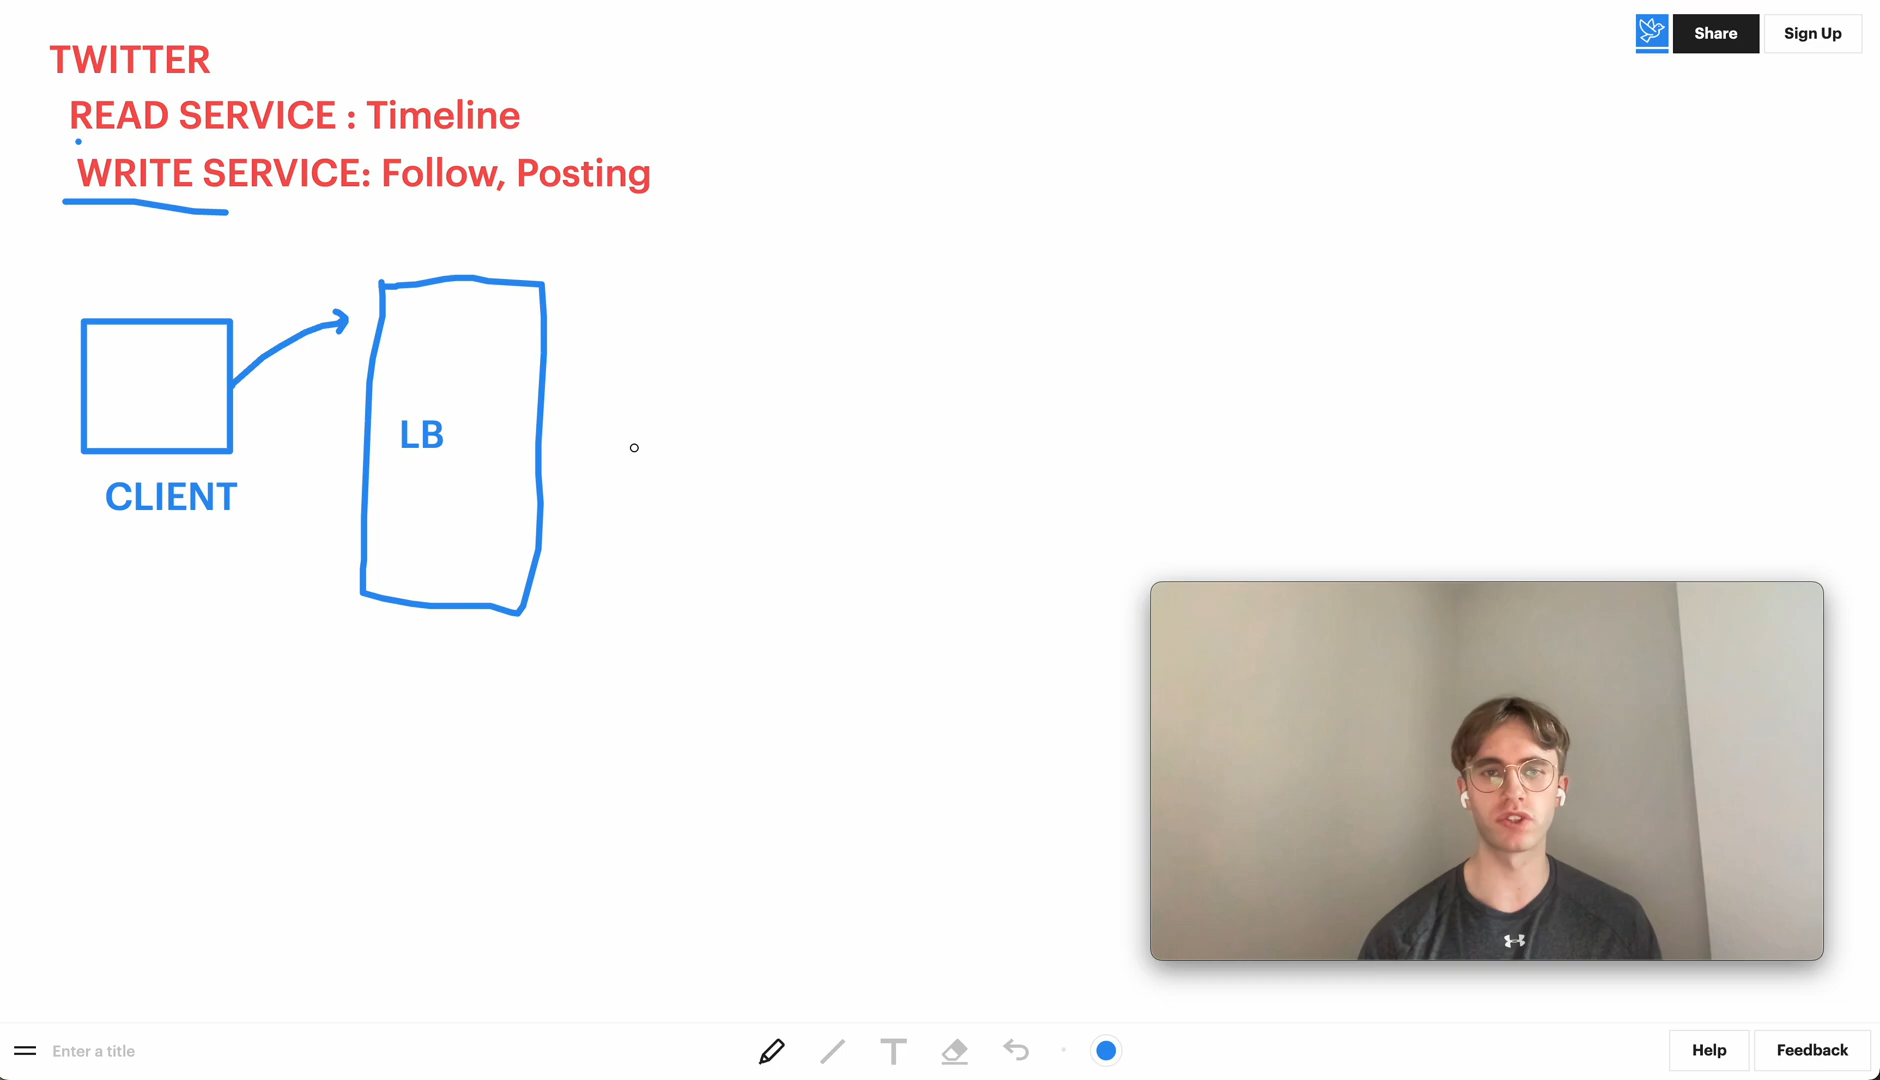 TWITTER
READ SERVICE : Timeline
WRITE SERVICE: Follow, Posting
LB
CLIENT
Share
Sign Up
Enter a title
T
Help
Feedback